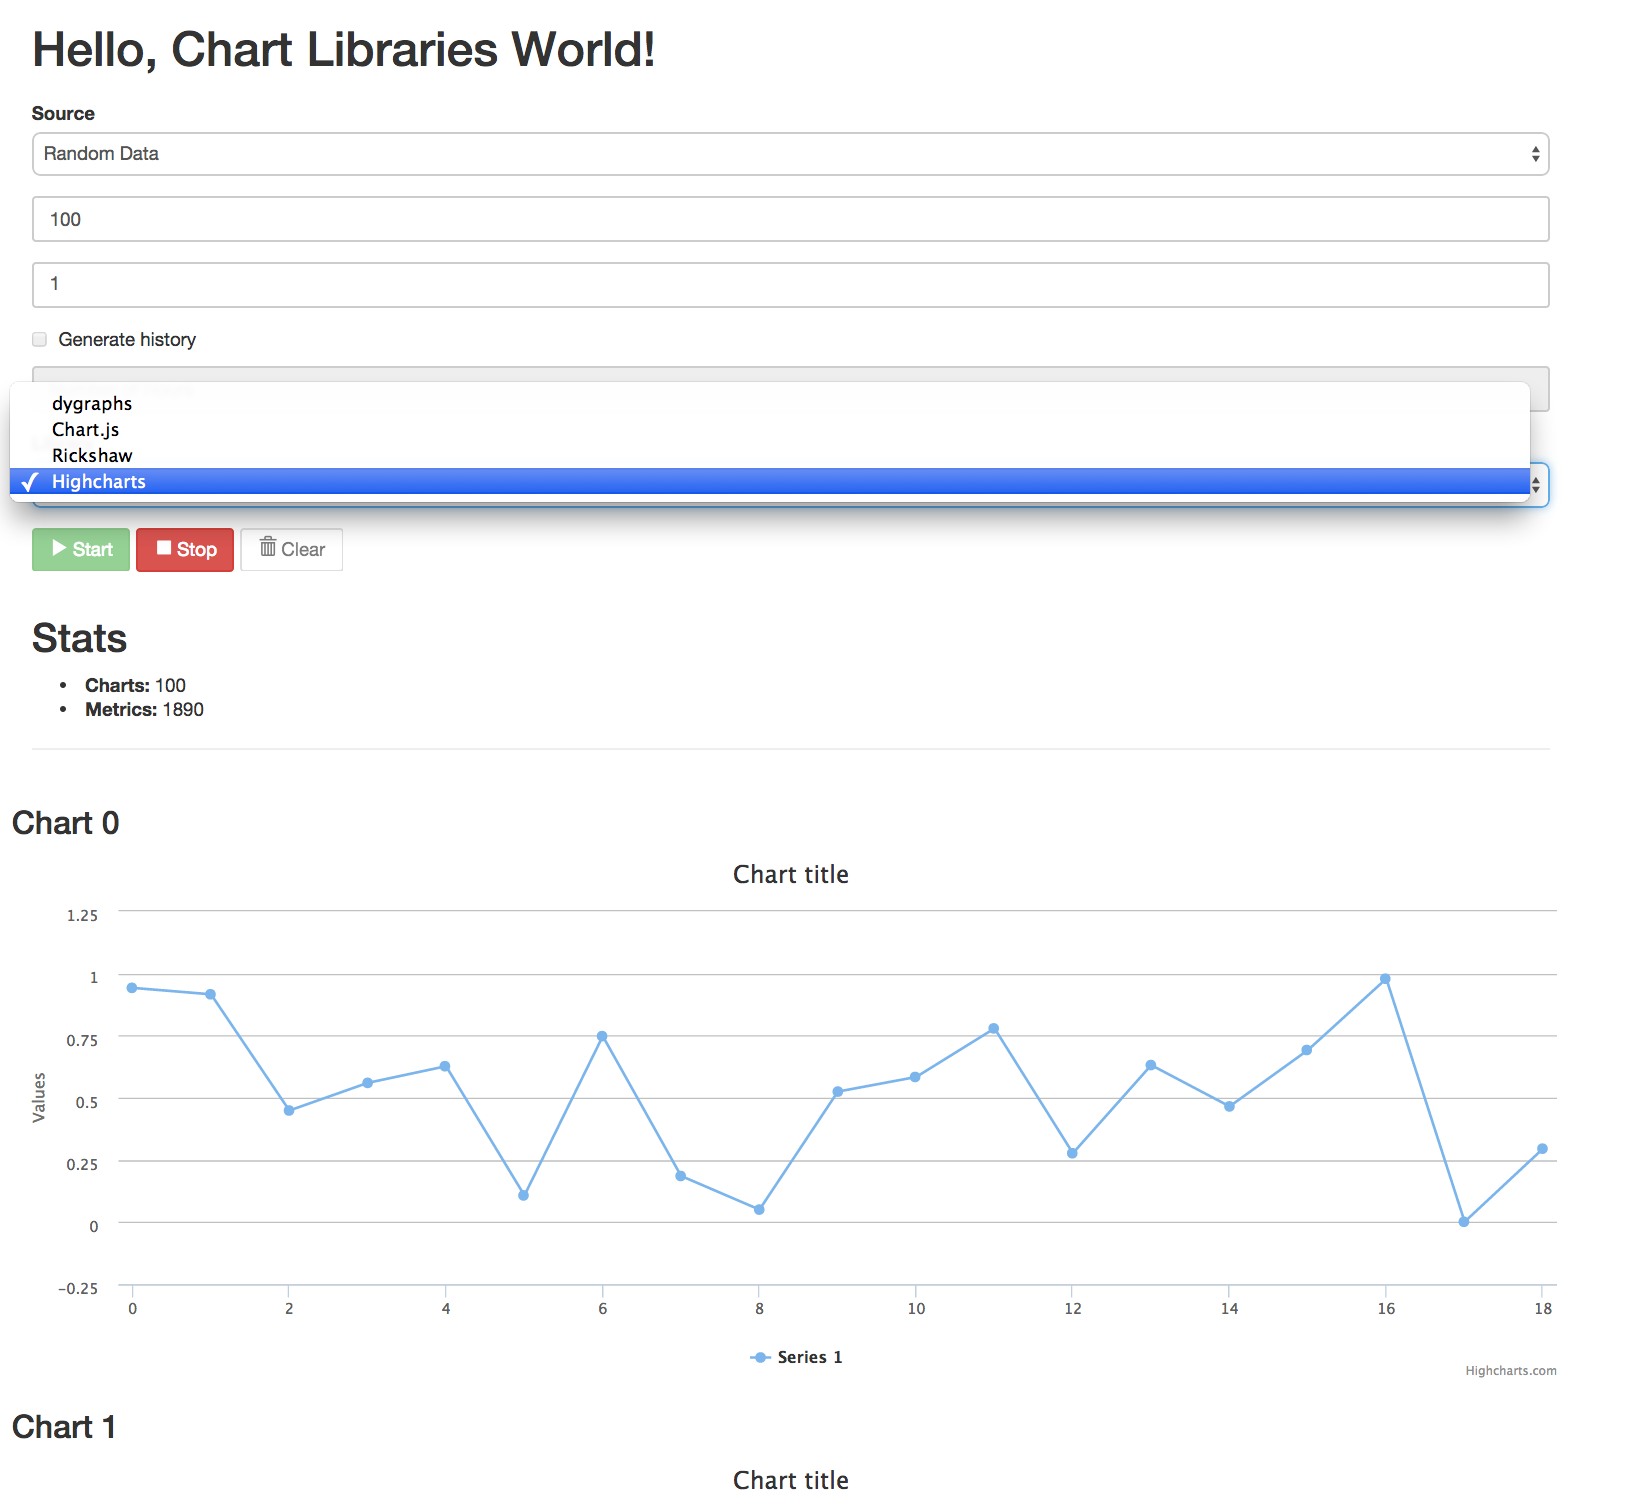 Hello, Chart Libraries World!
Source
Random Data
100
1
Generate history
dygraphs
Chart.js
Rickshaw
✓ Highcharts
Start
Stop
Clear
Stats
• Charts: 100
• Metrics: 1890
Chart 0
Chart title
1.25
1
0.75
0.5
0.25
0
−0.25
Values
0 2 4 6 8 10 12 14 16 18
Series 1
Highcharts.com
Chart 1
Chart title